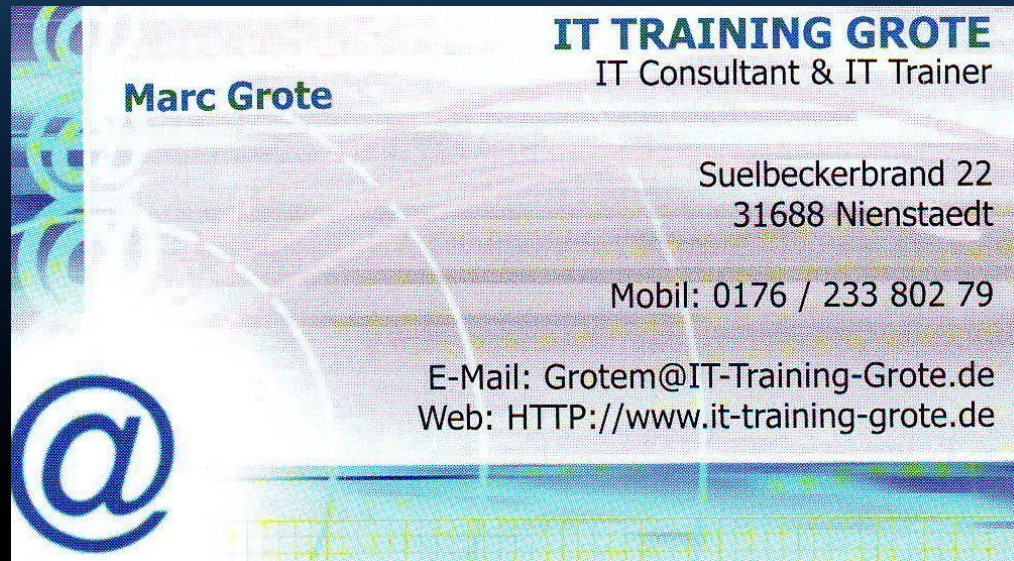 IT TRAINING GROTE
IT Consultant & IT Trainer
Marc Grote
Suelbeckerbrand 22
31688 Nienstaedt
Mobil: 0176 / 233 802 79
E-Mail: Grotem@IT-Training-Grote.de
Web: HTTP://www.it-training-grote.de
@